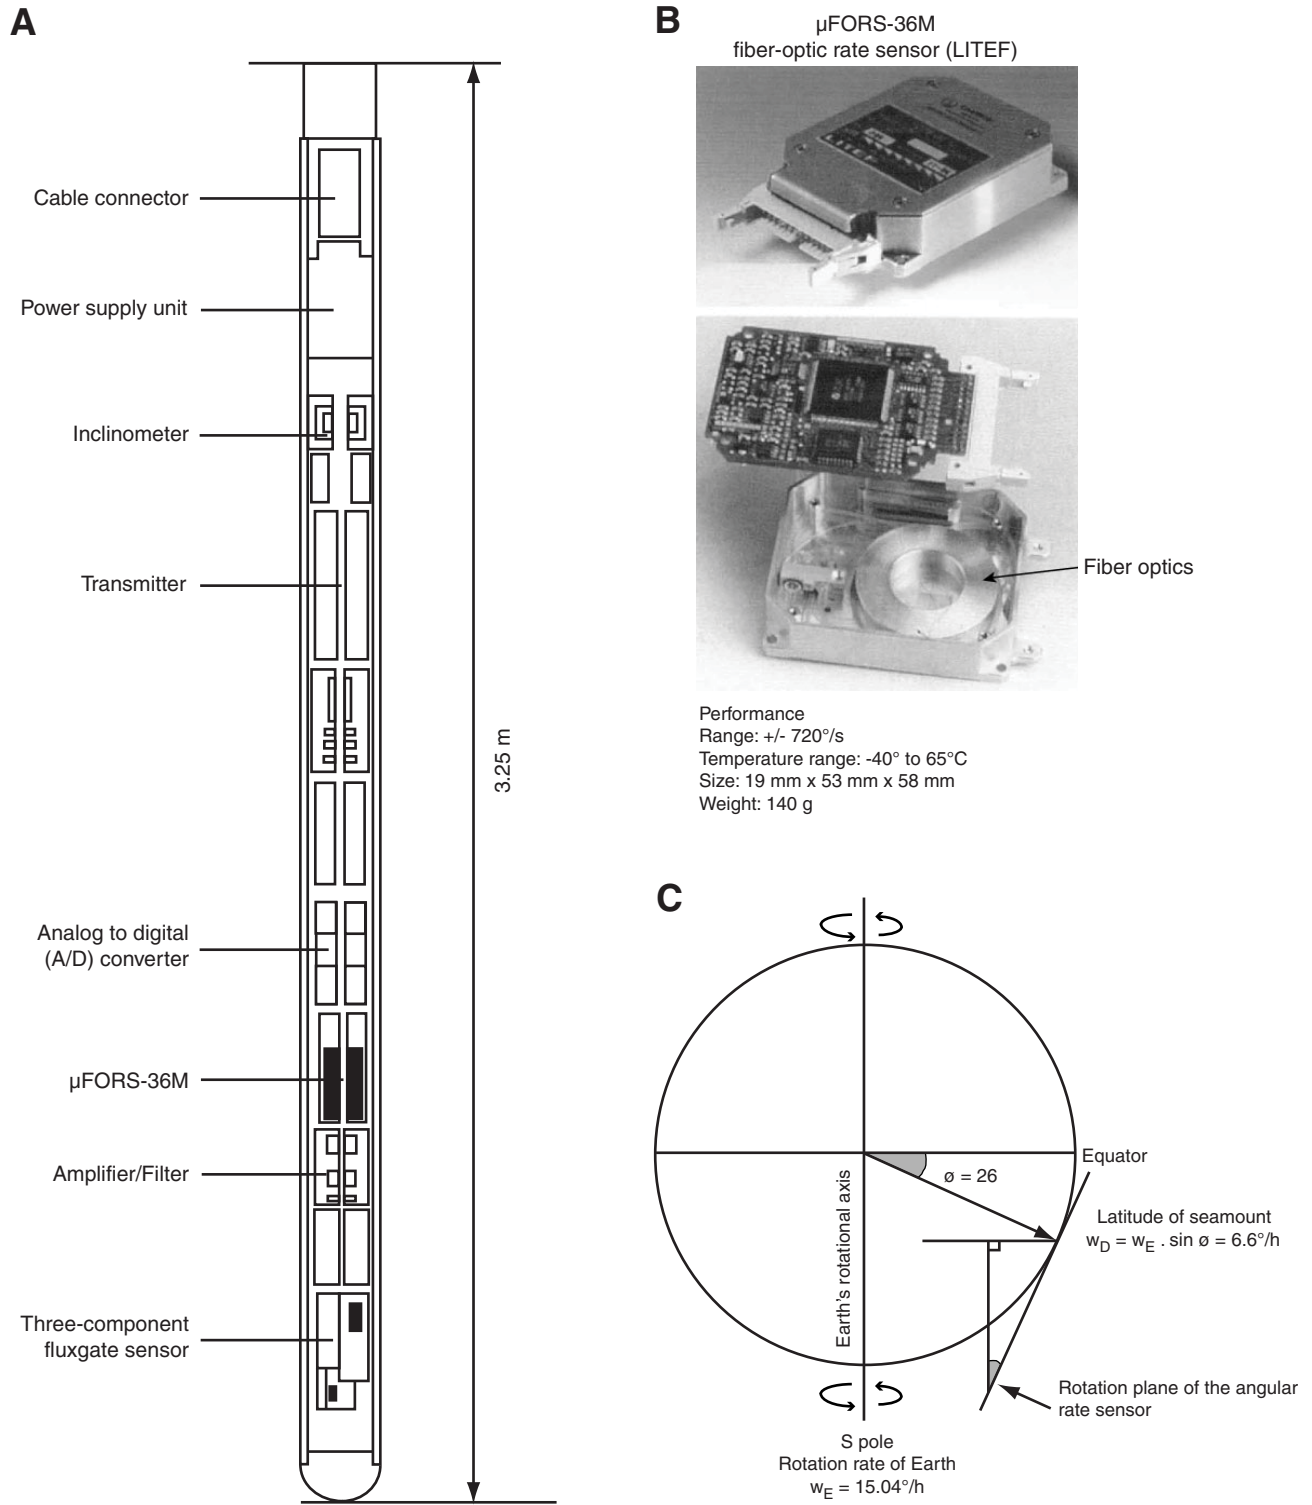 A
Cable connector
Power supply unit
Inclinometer
Transmitter
Analog to digital
(A/D) converter
µFORS-36M
Amplifier/Filter
Three-component
fluxgate sensor
3.25 m
B
µFORS-36M
fiber-optic rate sensor (LITEF)
LITEF
Fiber optics
Performance
Range: +/- 720°/s
Temperature range: -40° to 65°C
Size: 19 mm x 53 mm x 58 mm
Weight: 140 g
C
Equator
ø = 26
Latitude of seamount
w_D = w_E . sin ø = 6.6°/h
Earth's rotational axis
Rotation plane of the angular
rate sensor
S pole
Rotation rate of Earth
w_E = 15.04°/h